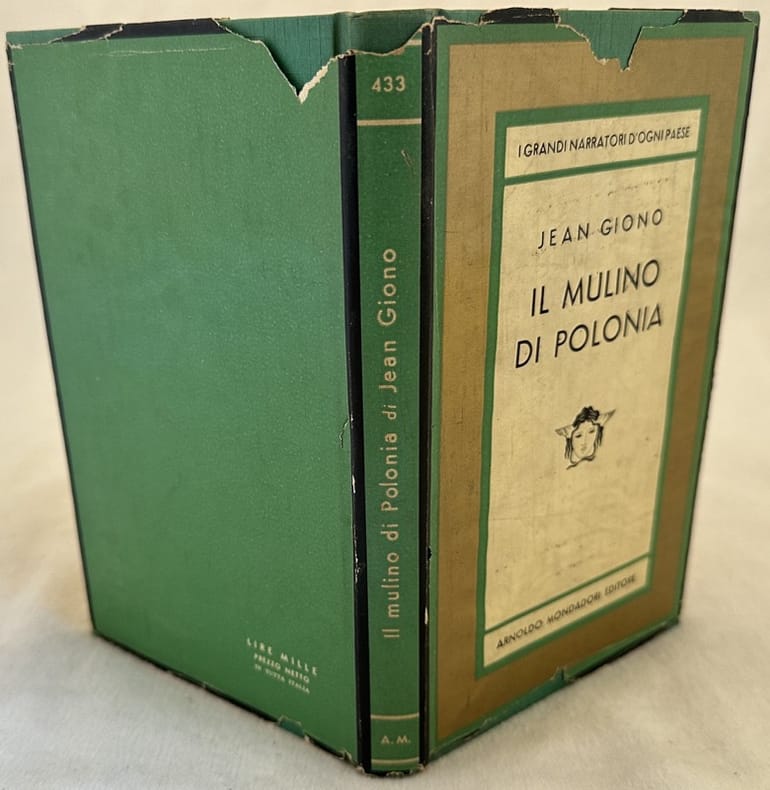 433
Il mulino di Polonia di Jean Giono
A. M.
I GRANDI NARRATORI D'OGNI PAESE
JEAN GIONO
IL MULINO
DI POLONIA
ARNOLDO MONDADORI EDITORE
LIRE MILLE
PREZZO NETTO
IN TUTTA ITALIA